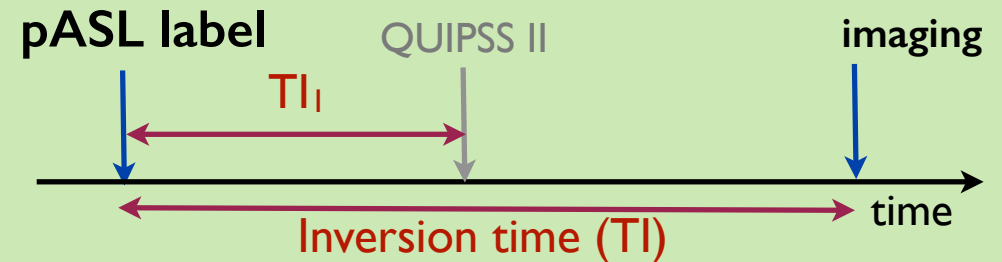 pASL label
QUIPSS II
imaging
TI₁
time
Inversion time (TI)